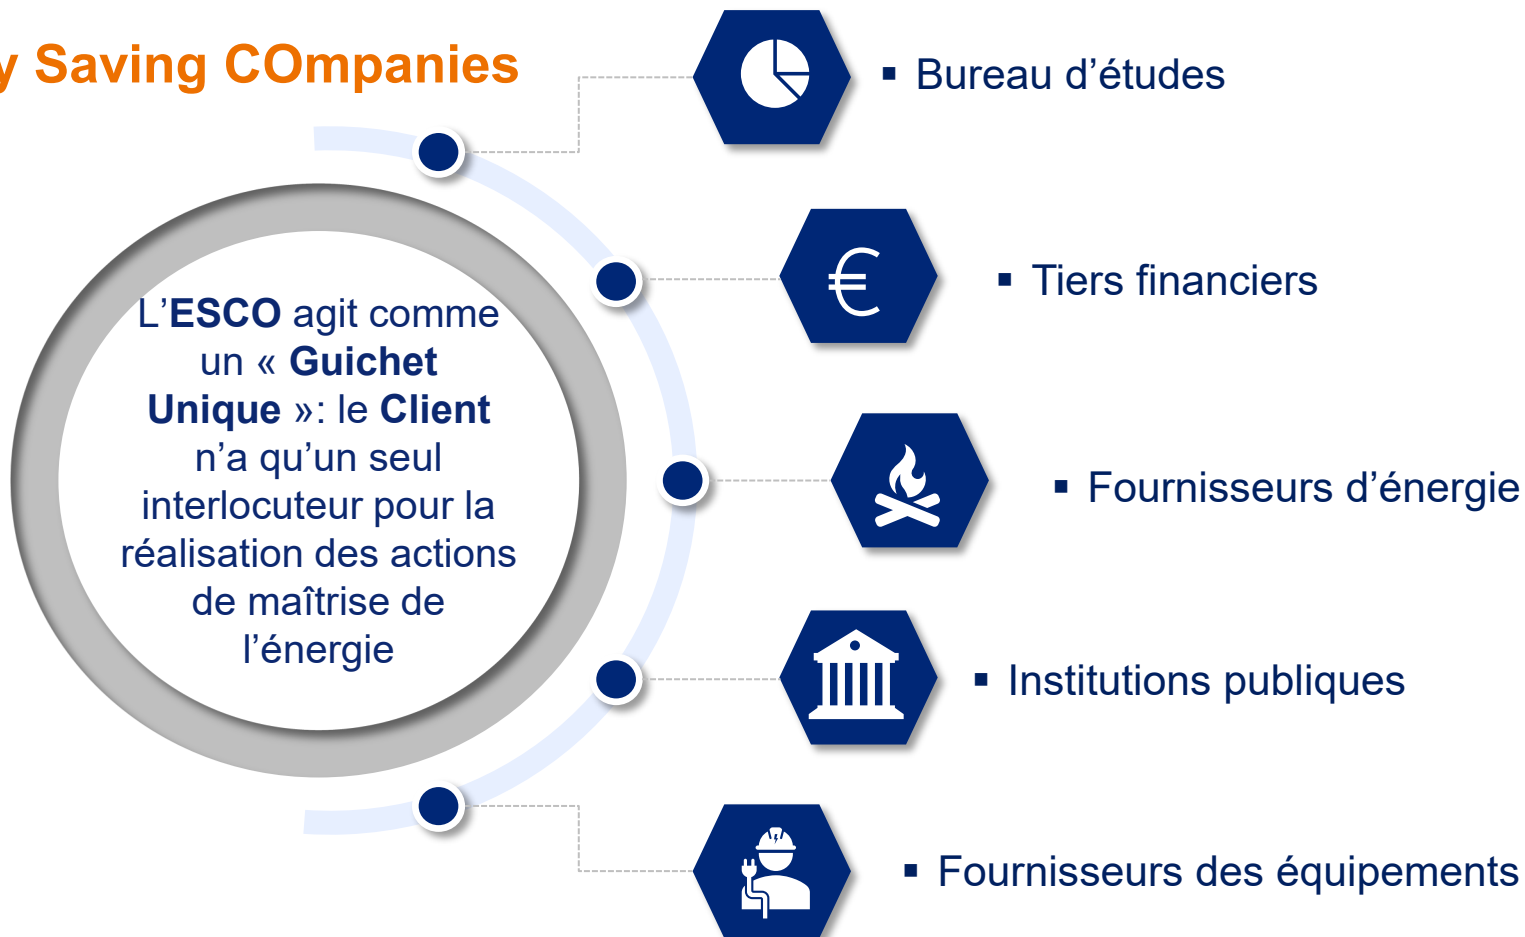 y Saving COmpanies
▪ Bureau d’études
▪ Tiers financiers
L’ESCO agit comme
un « Guichet
Unique »: le Client
n’a qu’un seul
interlocuteur pour la
réalisation des actions
de maîtrise de
l’énergie
▪ Fournisseurs d’énergie
▪ Institutions publiques
▪ Fournisseurs des équipements